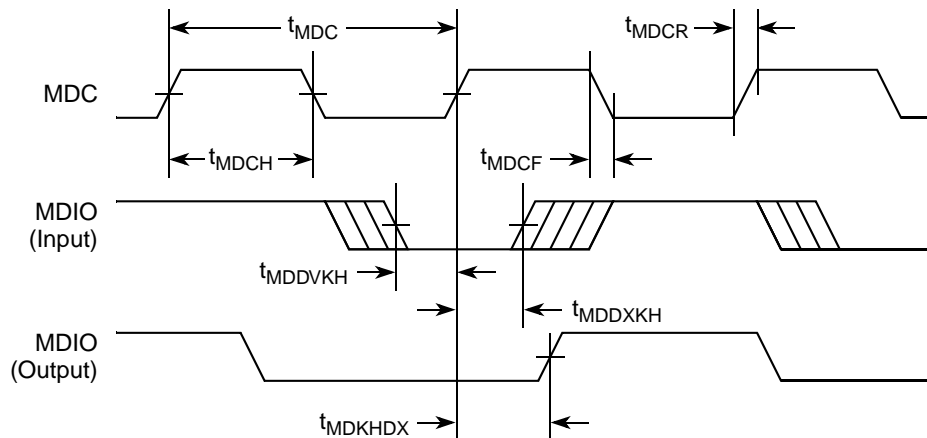 tMDC
tMDCR
MDC
tMDCH
tMDCF
MDIO
(Input)
tMDDVKH
tMDDXKH
MDIO
(Output)
tMDKHDX